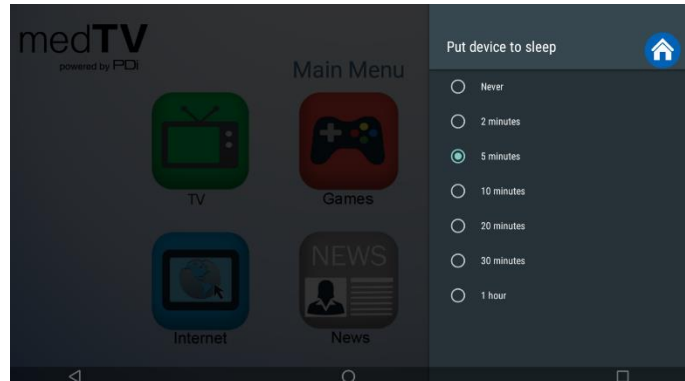 medTV
powered by PDi
Main Menu
TV
Games
Internet
NEWS
News
Put device to sleep
Never
2 minutes
5 minutes
10 minutes
20 minutes
30 minutes
1 hour